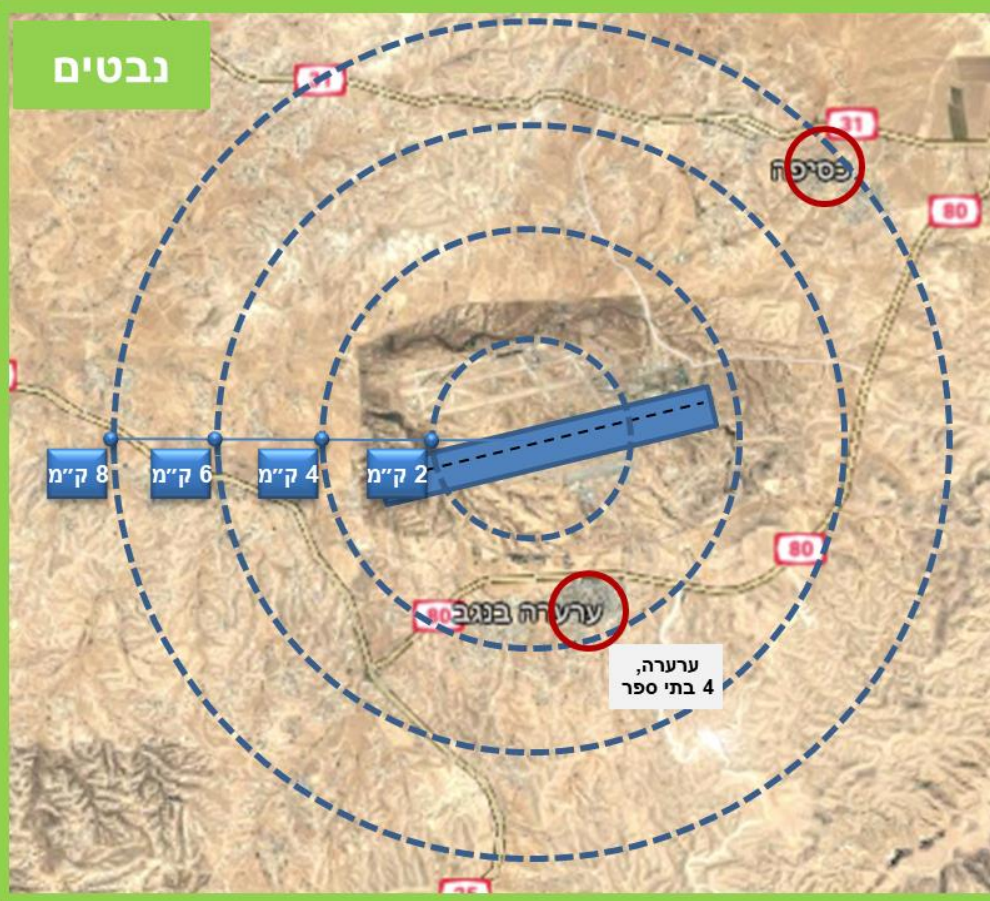 נבטים
31
31
כסיפה
80
8 ק״מ
6 ק״מ
4 ק״מ
2 ק״מ
80
80
ערערה בנגב
ערערה,
4 בתי ספר
25